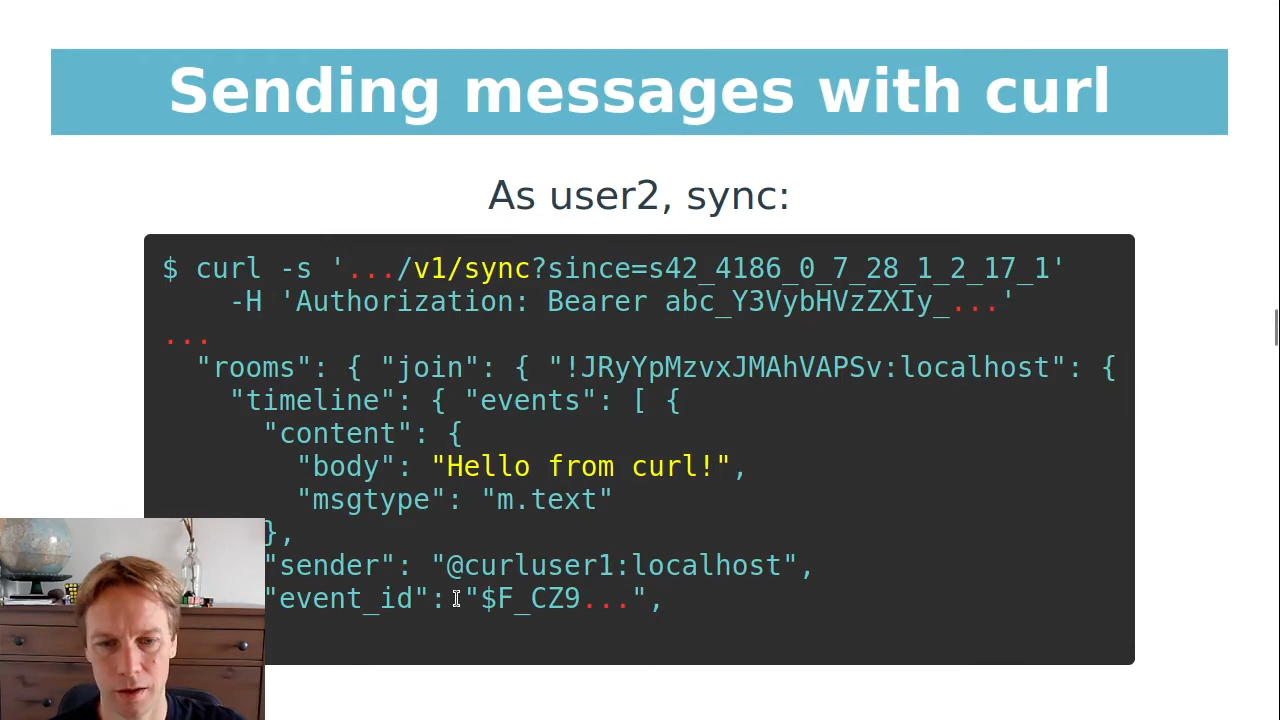 Sending messages with curl
As user2, sync:
$ curl -s '.../v1/sync?since=s42_4186_0_7_28_1_2_17_1'
-H 'Authorization: Bearer abc_Y3VybHVzZXIy_...'
...
"rooms": { "join": { "!JRyYpMzvxJMAhVAPSv:localhost": {
"timeline": { "events": [ {
"content": {
"body": "Hello from curl!",
"msgtype": "m.text"
},
"sender": "@curluser1:localhost",
"event_id": "$F_CZ9...",